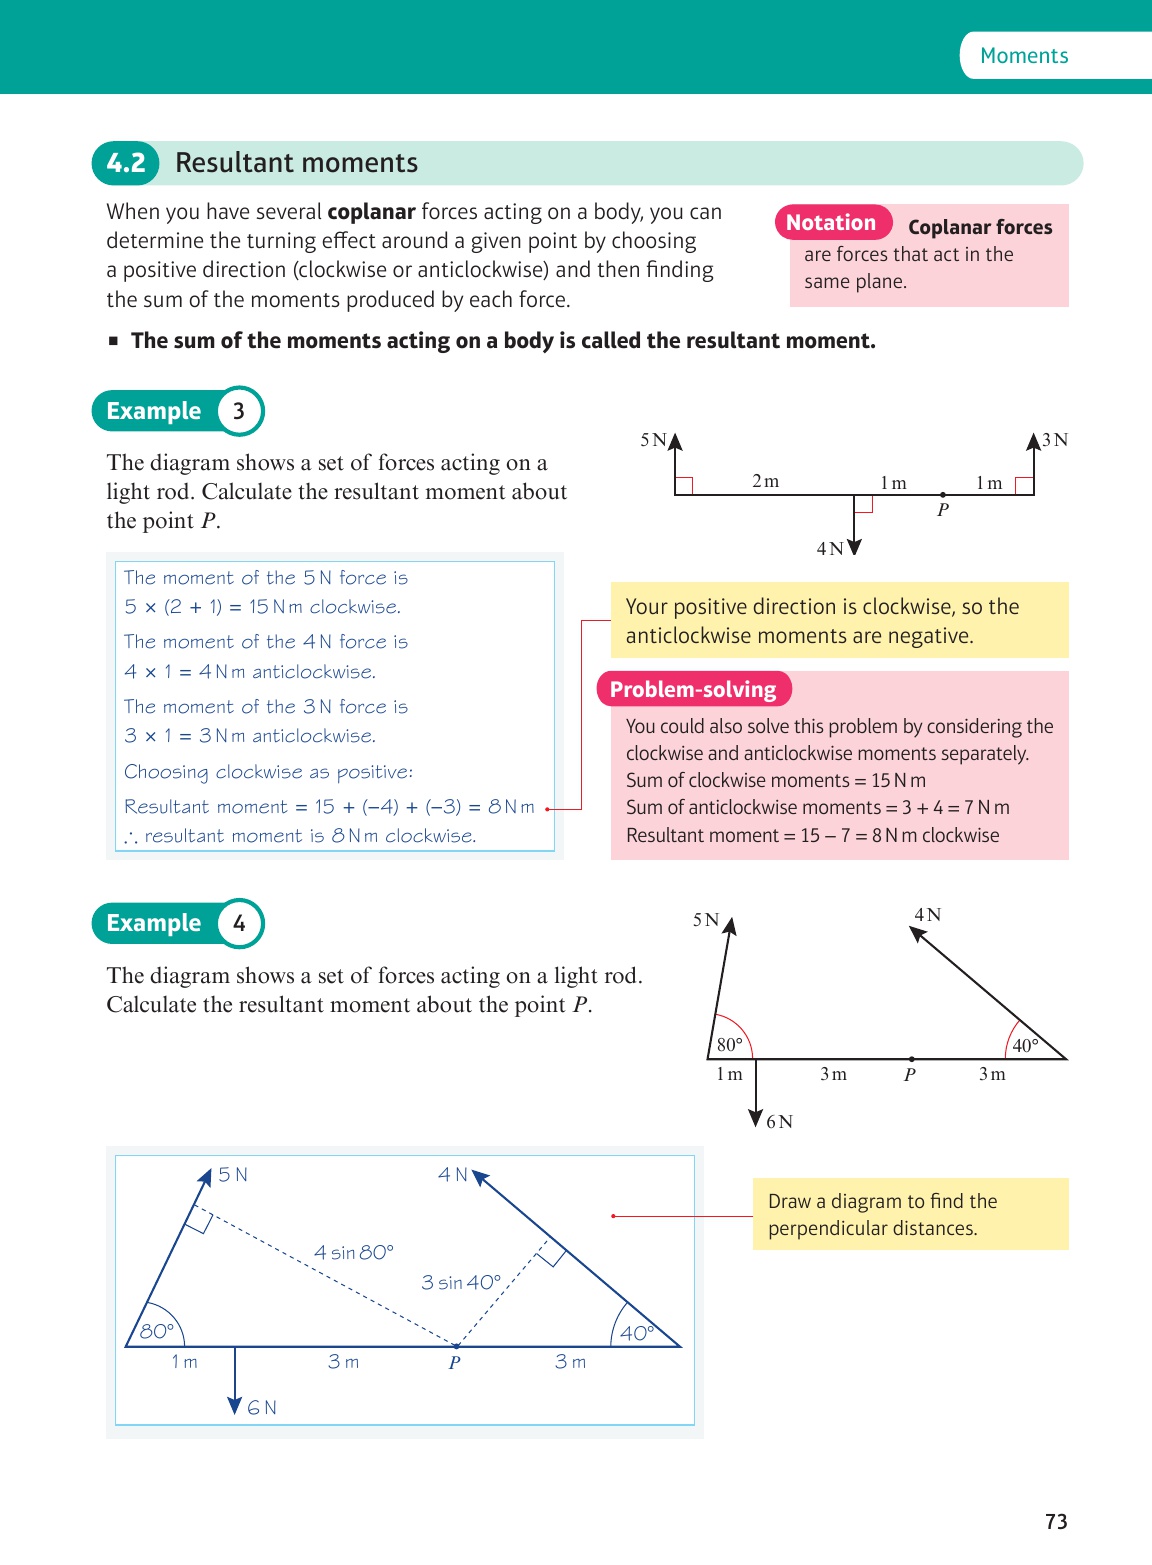 Moments
4.2 Resultant moments
When you have several coplanar forces acting on a body, you can
determine the turning effect around a given point by choosing
a positive direction (clockwise or anticlockwise) and then finding
the sum of the moments produced by each force.
Notation Coplanar forces
are forces that act in the
same plane.
■ The sum of the moments acting on a body is called the resultant moment.
Example 3
The diagram shows a set of forces acting on a
light rod. Calculate the resultant moment about
the point P.
5 N
3 N
2 m
1 m
1 m
P
4 N
The moment of the 5 N force is
5 × (2 + 1) = 15 N m clockwise.
The moment of the 4 N force is
4 × 1 = 4 N m anticlockwise.
The moment of the 3 N force is
3 × 1 = 3 N m anticlockwise.
Choosing clockwise as positive:
Resultant moment = 15 + (−4) + (−3) = 8 N m
∴ resultant moment is 8 N m clockwise.
Your positive direction is clockwise, so the
anticlockwise moments are negative.
Problem-solving
You could also solve this problem by considering the
clockwise and anticlockwise moments separately.
Sum of clockwise moments = 15 N m
Sum of anticlockwise moments = 3 + 4 = 7 N m
Resultant moment = 15 − 7 = 8 N m clockwise
Example 4
The diagram shows a set of forces acting on a light rod.
Calculate the resultant moment about the point P.
5 N
4 N
80°
40°
1 m
3 m
P
3 m
6 N
5 N
4 N
4 sin 80°
3 sin 40°
80°
40°
1 m
3 m
P
3 m
6 N
Draw a diagram to find the
perpendicular distances.
73